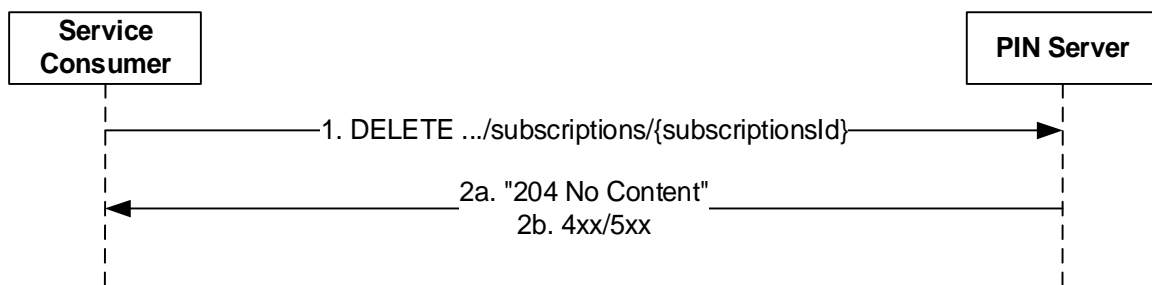 Service
Consumer
PIN Server
1. DELETE .../subscriptions/{subscriptionsId}
2a. "204 No Content"
2b. 4xx/5xx